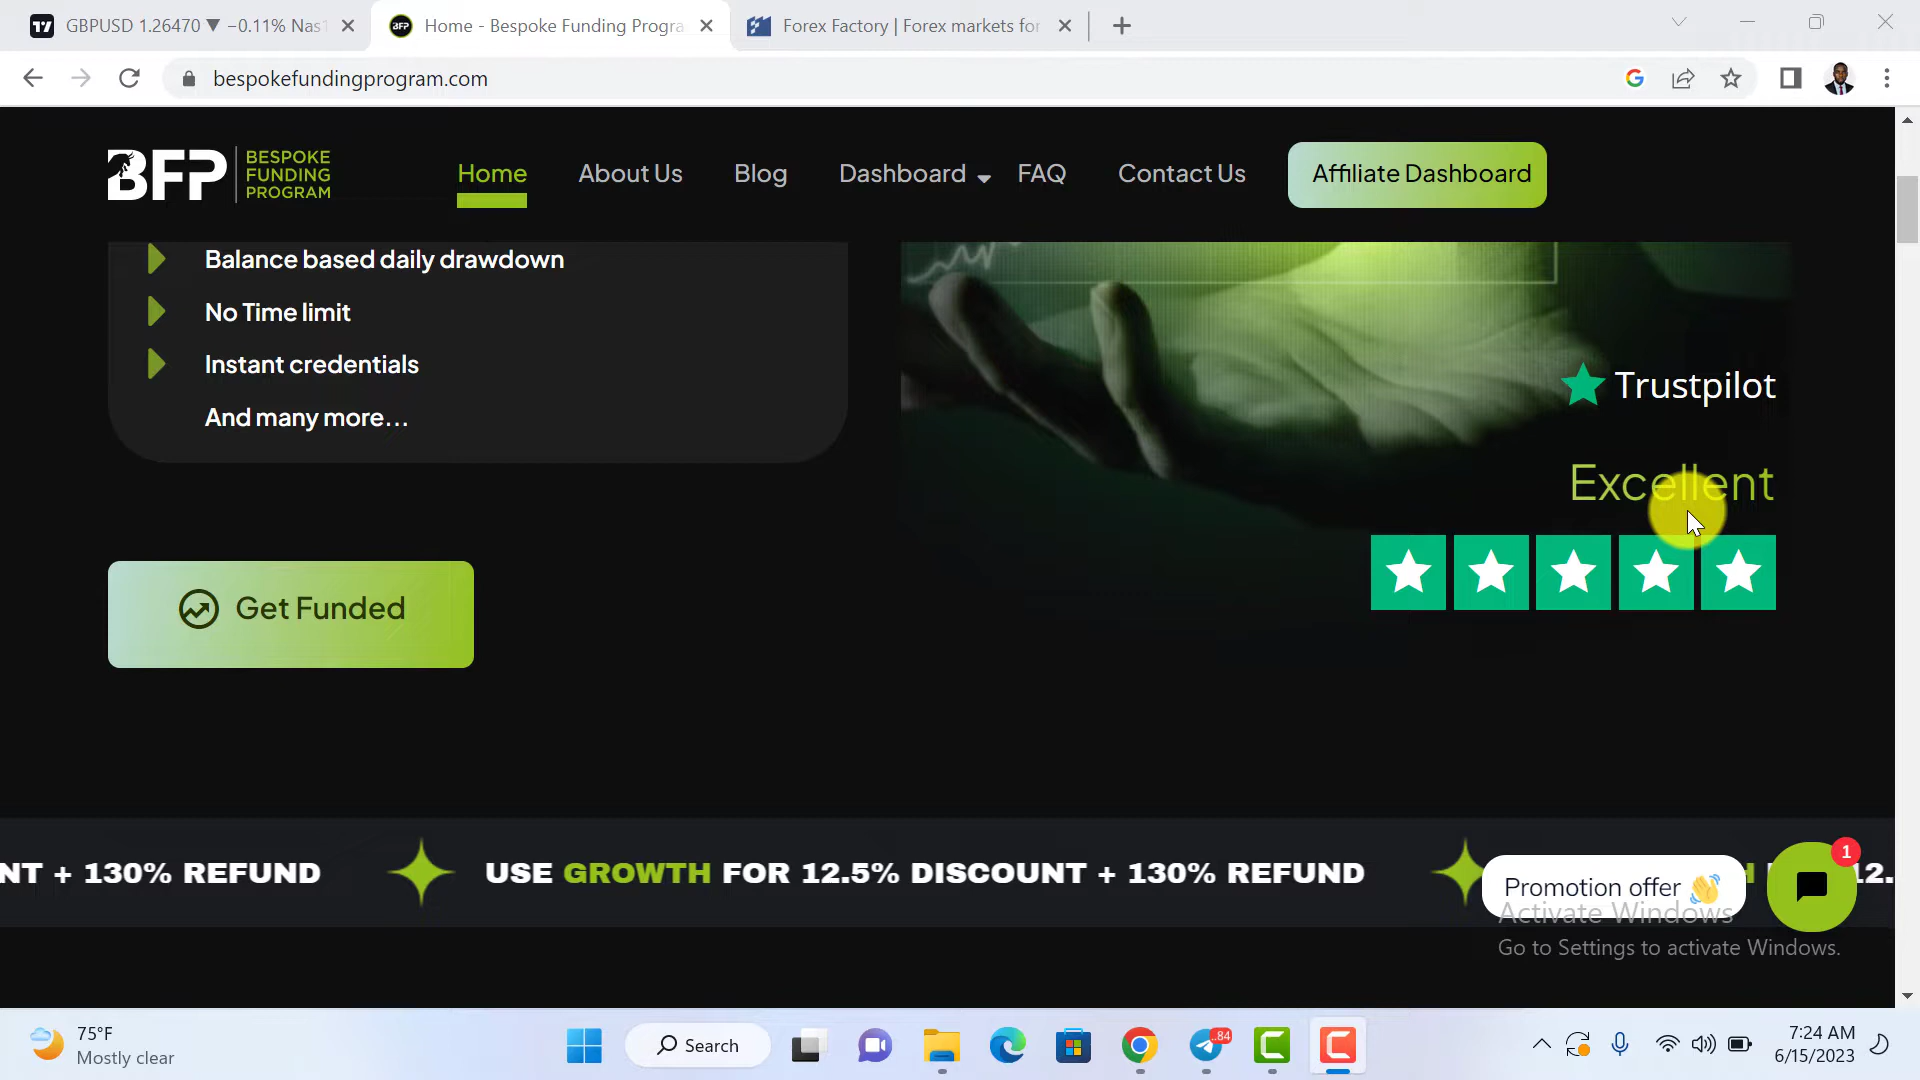 GBPUSD 1.26470 ▼ −0.11% Nas
Home - Bespoke Funding Progra
Forex Factory | Forex markets for
bespokefundingprogram.com
BFP
BESPOKE
FUNDING
PROGRAM
Home
About Us
Blog
Dashboard
FAQ
Contact Us
Affiliate Dashboard
Balance based daily drawdown
No Time limit
Instant credentials
And many more...
Trustpilot
Excellent
Get Funded
NT + 130% REFUND
USE GROWTH FOR 12.5% DISCOUNT + 130% REFUND
H
12.
Promotion offer 👋
1
Activate Windows
Go to Settings to activate Windows.
75°F
Mostly clear
Search
..84
7:24 AM
6/15/2023